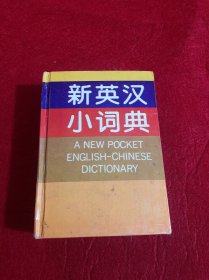 新英汉
小词典
A NEW POCKET
ENGLISH-CHINESE
DICTIONARY